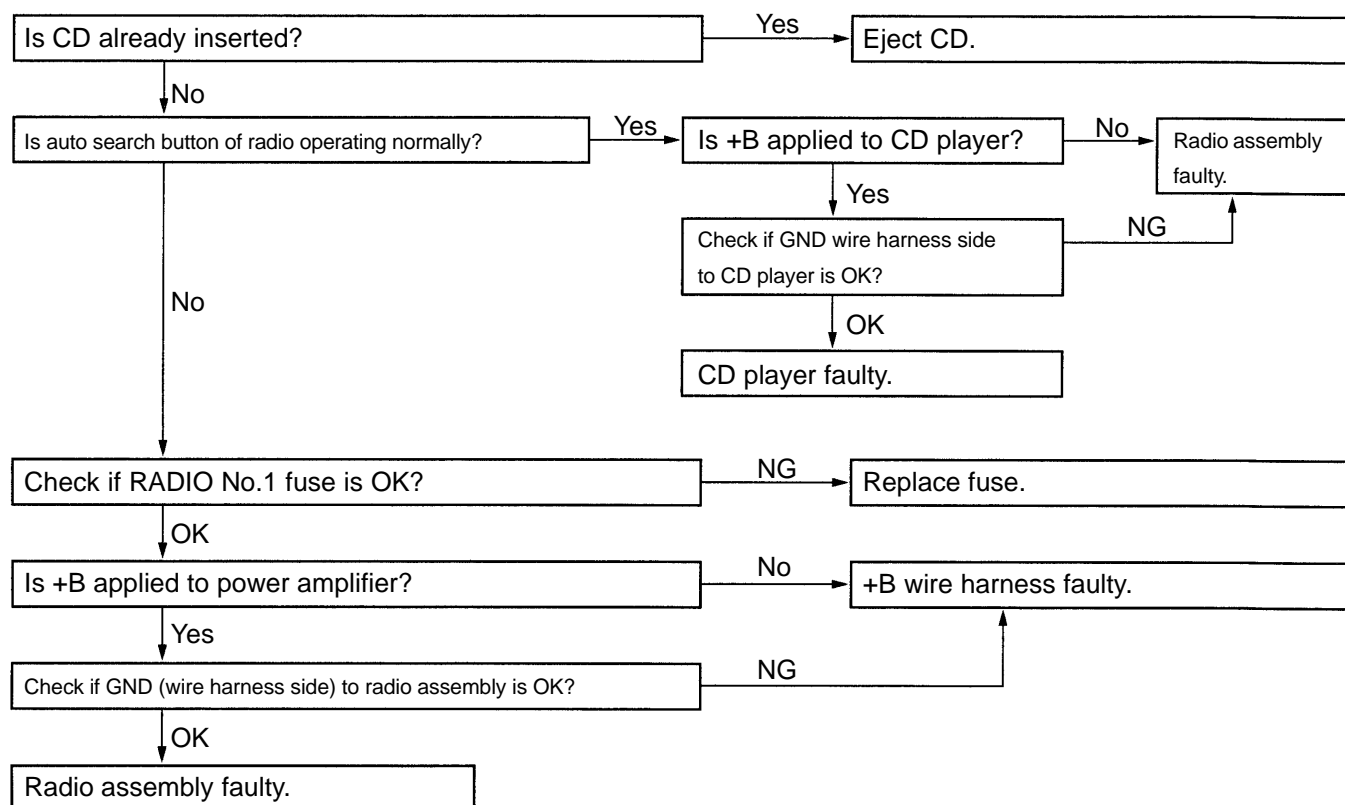 Is CD already inserted?
Yes
Eject CD.
No
Is auto search button of radio operating normally?
Yes
Is +B applied to CD player?
No
Radio assembly
faulty.
Yes
Check if GND wire harness side
to CD player is OK?
NG
No
OK
CD player faulty.
Check if RADIO No.1 fuse is OK?
NG
Replace fuse.
OK
Is +B applied to power amplifier?
No
+B wire harness faulty.
Yes
Check if GND (wire harness side) to radio assembly is OK?
NG
OK
Radio assembly faulty.